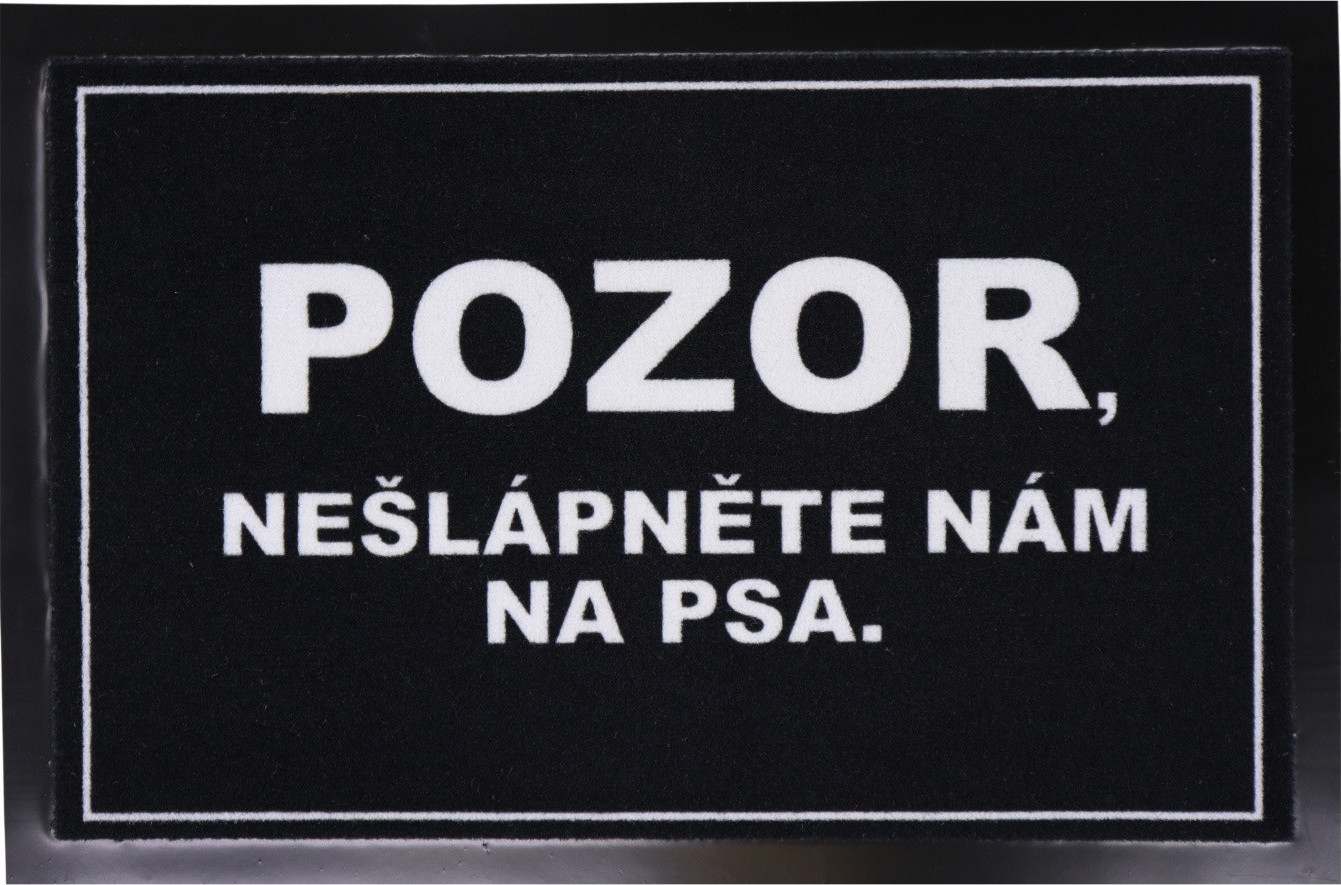 POZOR,
NEŠLÁPNĚTE NÁM
NA PSA.